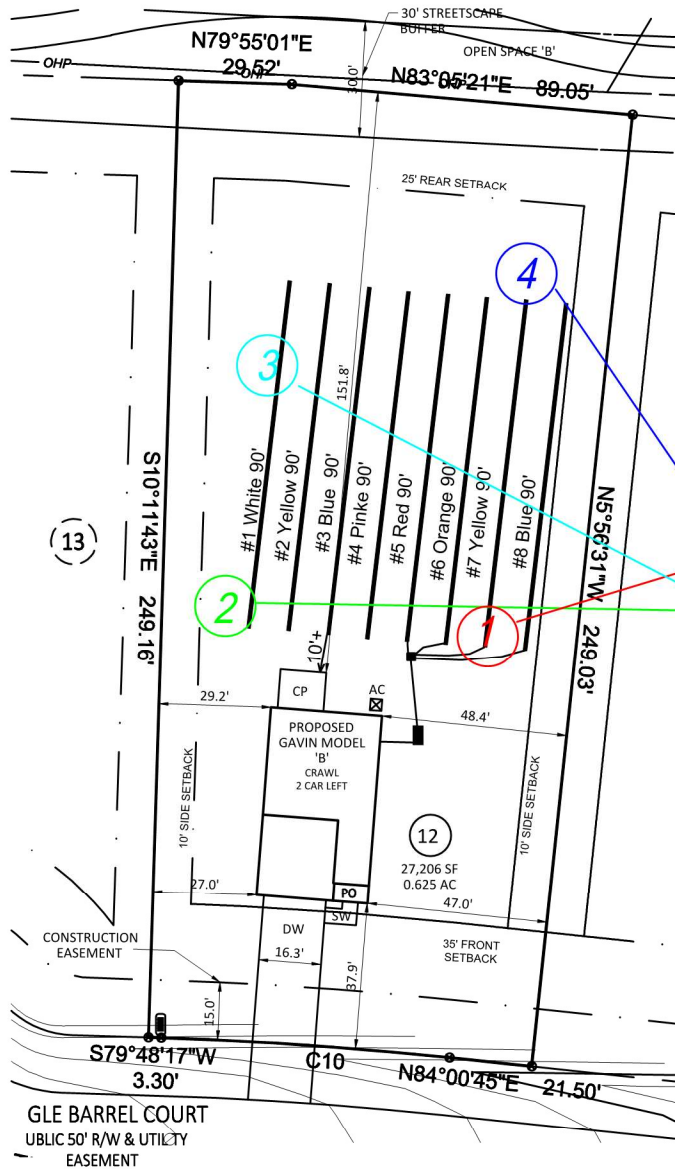 30' STREETSCAPE
BUFFER
OPEN SPACE 'B'
N79°55'01"E
29.52'
OHP
OHP
N83°05'21"E 89.05'
OHP
30.0'
25' REAR SETBACK
4
3
151.8'
#1 White 90'
#2 Yellow 90'
#3 Blue 90'
#4 Pinke 90'
#5 Red 90'
#6 Orange 90'
#7 Yellow 90'
#8 Blue 90'
S10°11'43"E 249.16'
N5°56'31"W 249.03'
13
2
1
10'+
CP
AC
29.2'
48.4'
PROPOSED
GAVIN MODEL
'B'
CRAWL
2 CAR LEFT
10' SIDE SETBACK
10' SIDE SETBACK
12
27,206 SF
0.625 AC
27.0'
PO
47.0'
SW
DW
16.3'
37.9'
35' FRONT
SETBACK
CONSTRUCTION
EASEMENT
15.0'
S79°48'17"W
3.30'
C10
N84°00'45"E 21.50'
GLE BARREL COURT
UBLIC 50' R/W & UTILITY
EASEMENT